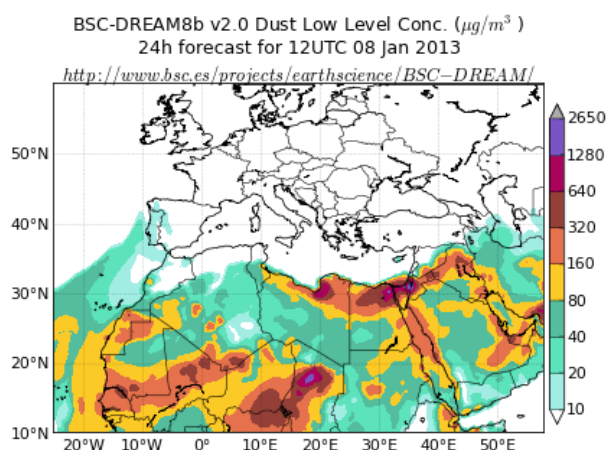 BSC-DREAM8b v2.0 Dust Low Level Conc. (μg/m³ )
24h forecast for 12UTC 08 Jan 2013
http://www.bsc.es/projects/earthscience/BSC−DREAM/
50°N
40°N
30°N
20°N
10°N
20°W 10°W 0° 10°E 20°E 30°E 40°E 50°E
2650
1280
640
320
160
80
40
20
10